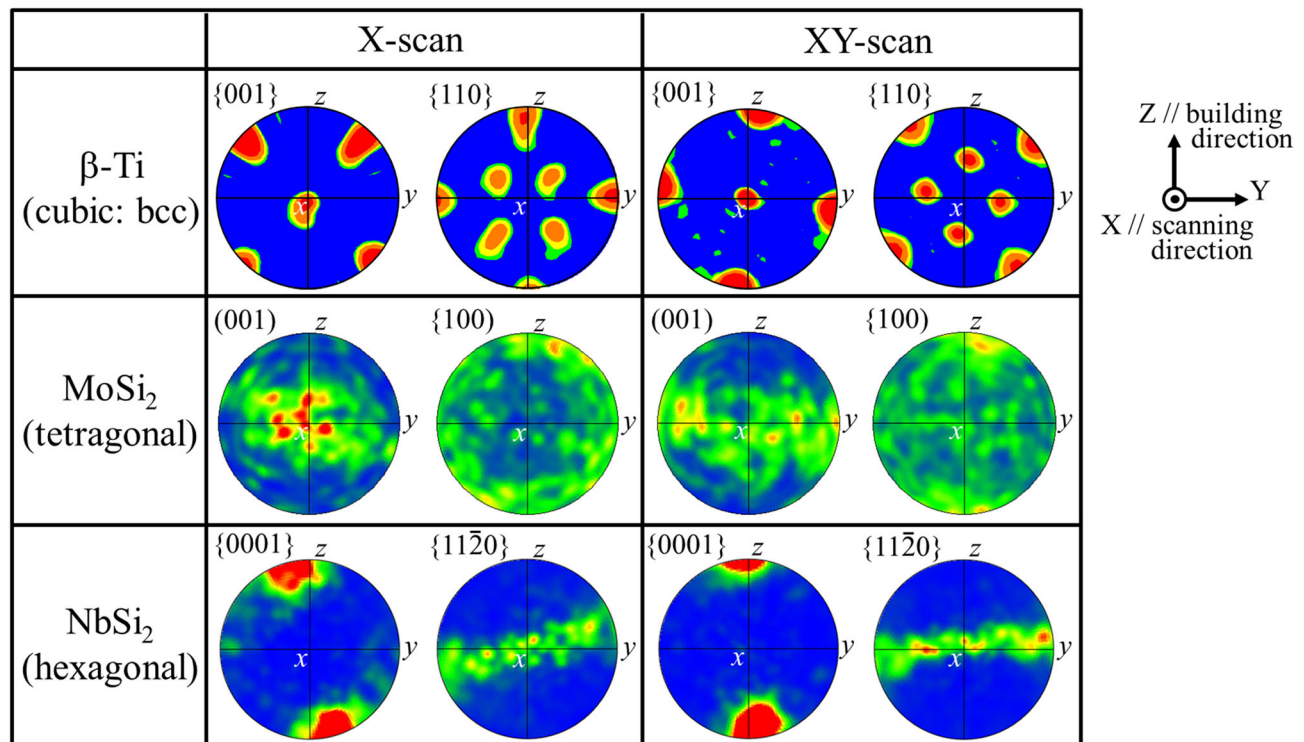 X-scan XY-scan
β-Ti
(cubic: bcc)
{001} z y x
{110} z y x
{001} z y x
{110} z y x
Z // building
direction
Y
X // scanning
direction
MoSi₂
(tetragonal)
(001) z y x
{100) z y x
(001) z y x
{100) z y x
NbSi₂
(hexagonal)
{0001} z y x
{112̄0} z y x
{0001} z y x
{112̄0} z y x